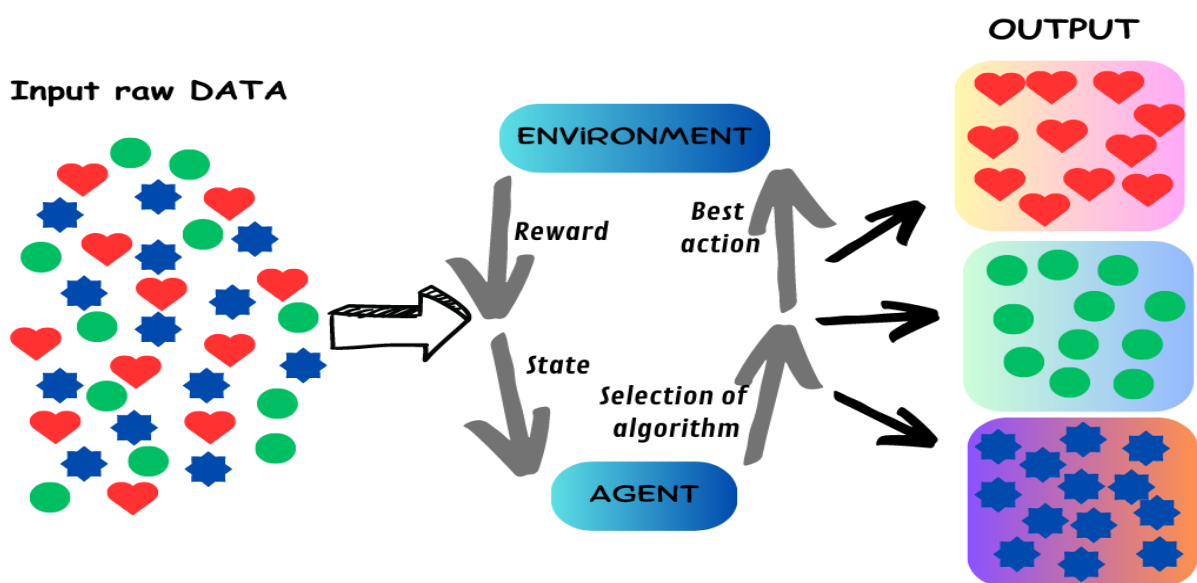 OUTPUT
Input raw DATA
ENVIRONMENT
Reward
Best
action
State
Selection of
algorithm
AGENT